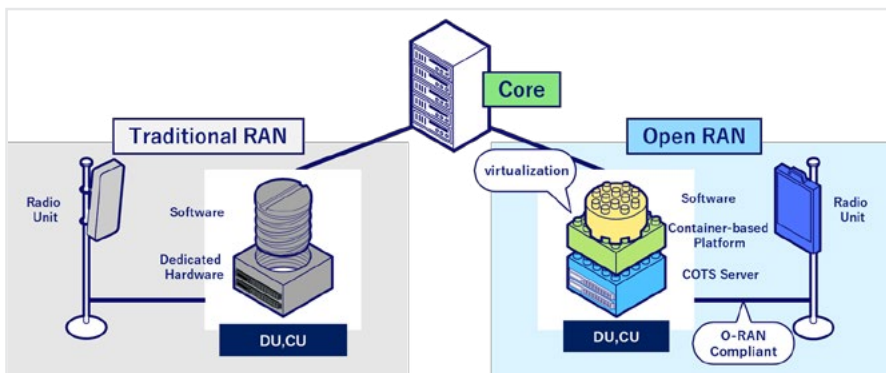 Core
Traditional RAN
Radio
Unit
Software
Dedicated
Hardware
DU,CU
Open RAN
virtualization
Software
Container-based
Platform
COTS Server
Radio
Unit
DU,CU
O-RAN
Compliant